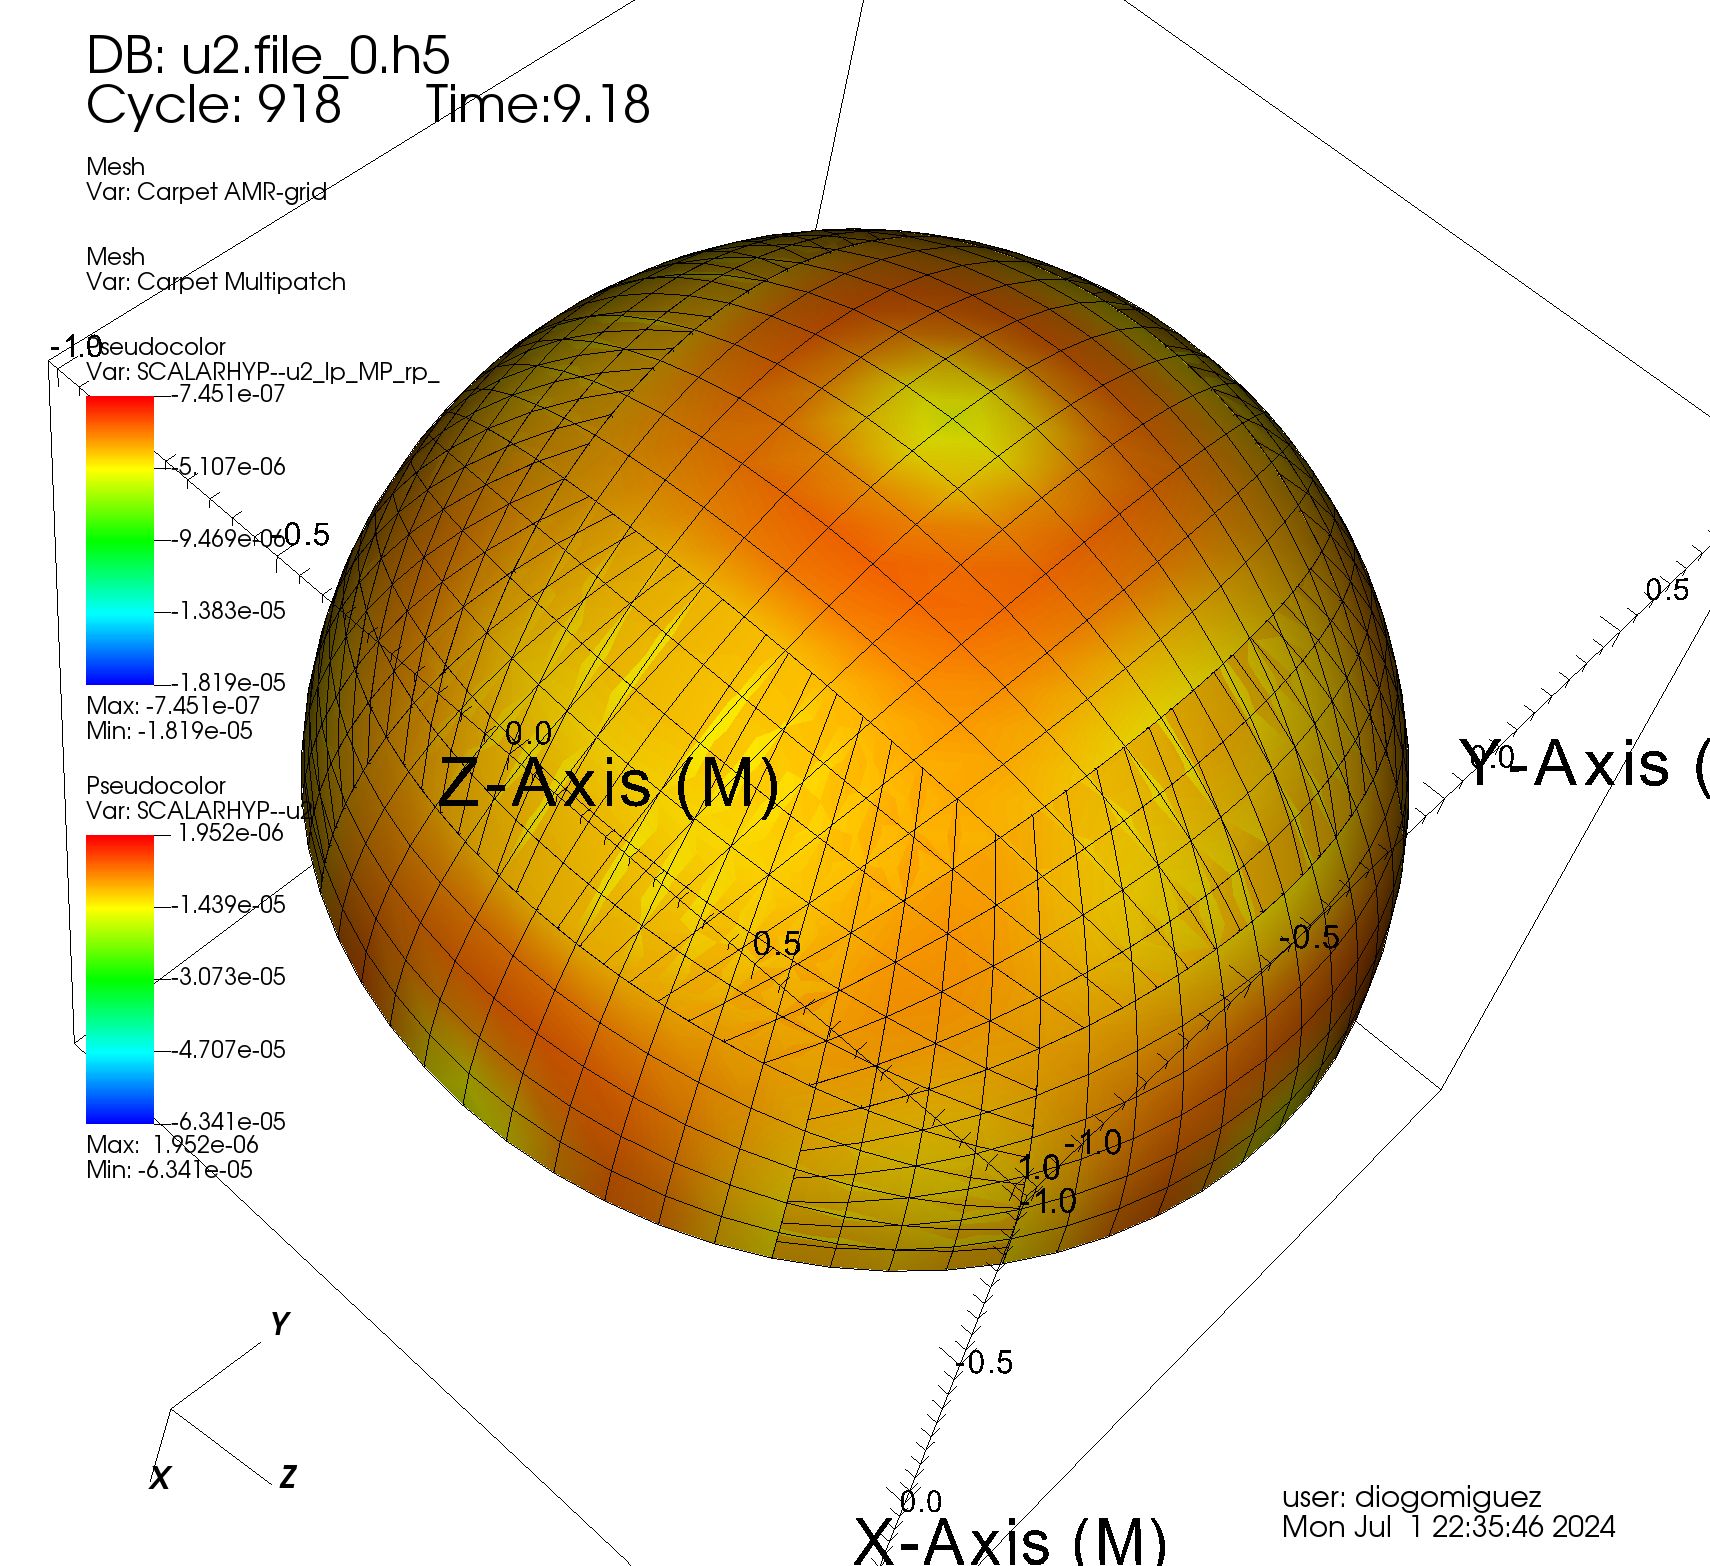 DB: u2.file_0.h5
Cycle: 918 Time:9.18
Mesh
Var: Carpet AMR-grid
Mesh
Var: Carpet Multipatch
-1.0
Pseudocolor
Var: SCALARHYP--u2_lp_MP_rp_
-7.451e-07
-5.107e-06
-9.469e-06
-1.383e-05
-1.819e-05
Max: -7.451e-07
Min: -1.819e-05
Pseudocolor
Var: SCALARHYP--u2
1.952e-06
-1.439e-05
-3.073e-05
-4.707e-05
-6.341e-05
Max: 1.952e-06
Min: -6.341e-05
-0.5
0.0
Z-Axis (M)
0.5
1.0
0.5
0.0
Y-Axis (
-0.5
-1.0
-1.0
-0.5
0.0
X-Axis (M)
Y
X
Z
user: diogomiguez
Mon Jul 1 22:35:46 2024